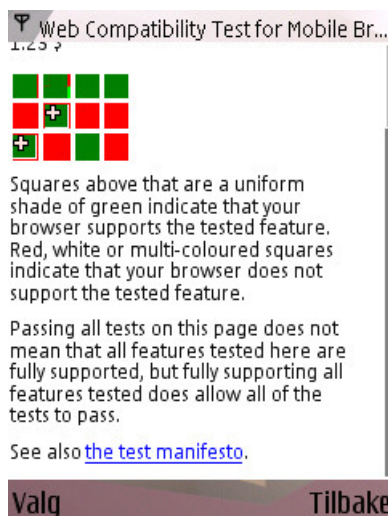 Web Compatibility Test for Mobile Br...
1.23 ȷ
Squares above that are a uniform
shade of green indicate that your
browser supports the tested feature.
Red, white or multi-coloured squares
indicate that your browser does not
support the tested feature.
Passing all tests on this page does not
mean that all features tested here are
fully supported, but fully supporting all
features tested does allow all of the
tests to pass.
See also the test manifesto.
Valg Tilbake